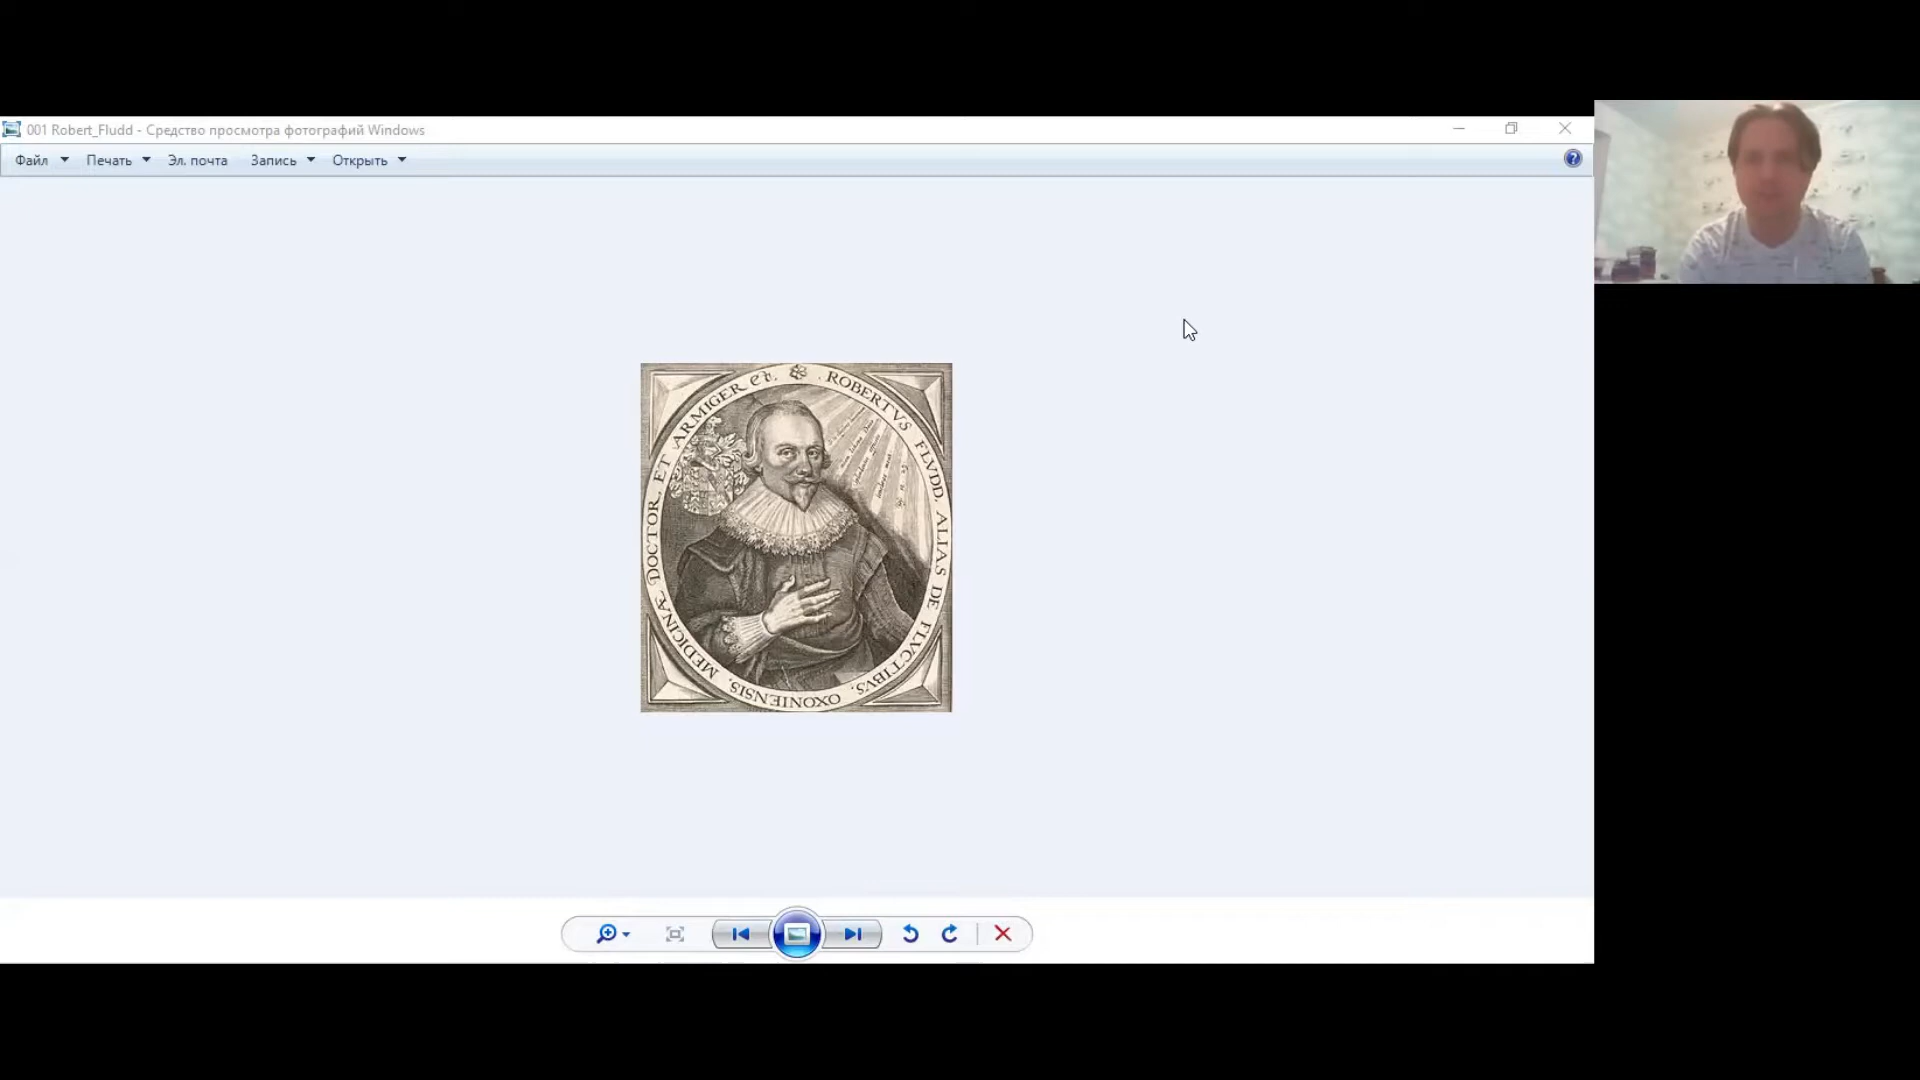 001 Robert_Fludd - Средство просмотра фотографий Windows
Файл Печать Эл. почта Запись Открыть
ROBERTVS FLVDD, ALIAS DE FLVCTIBVS, OXONIENSIS, MEDICINÆ DOCTOR, ET ARMIGER et.